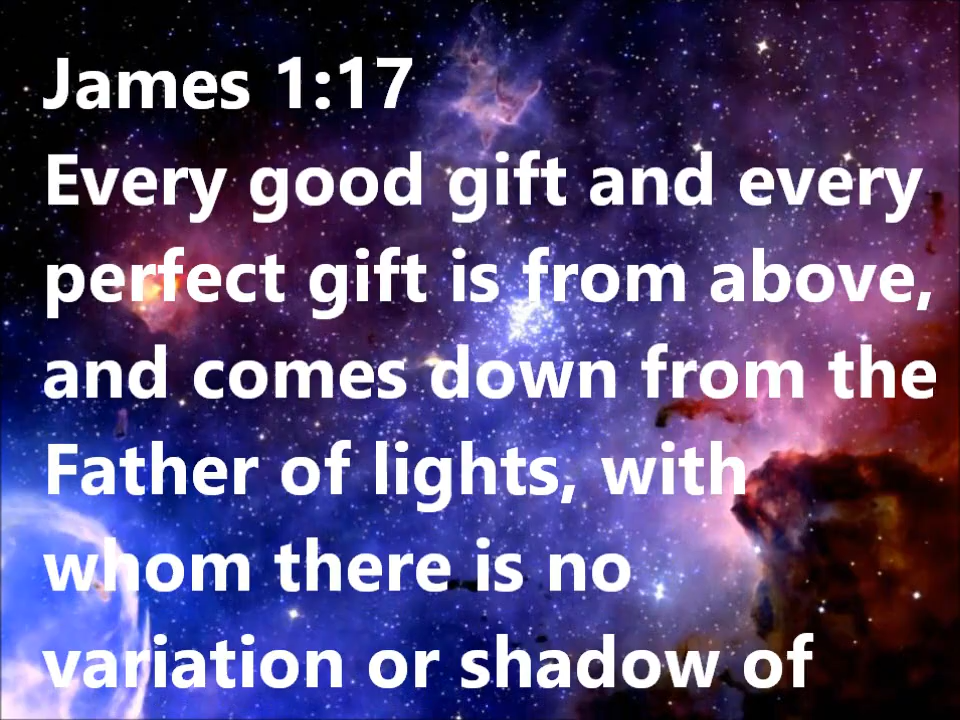 James 1:17
Every good gift and every
perfect gift is from above,
and comes down from the
Father of lights, with
whom there is no
variation or shadow of